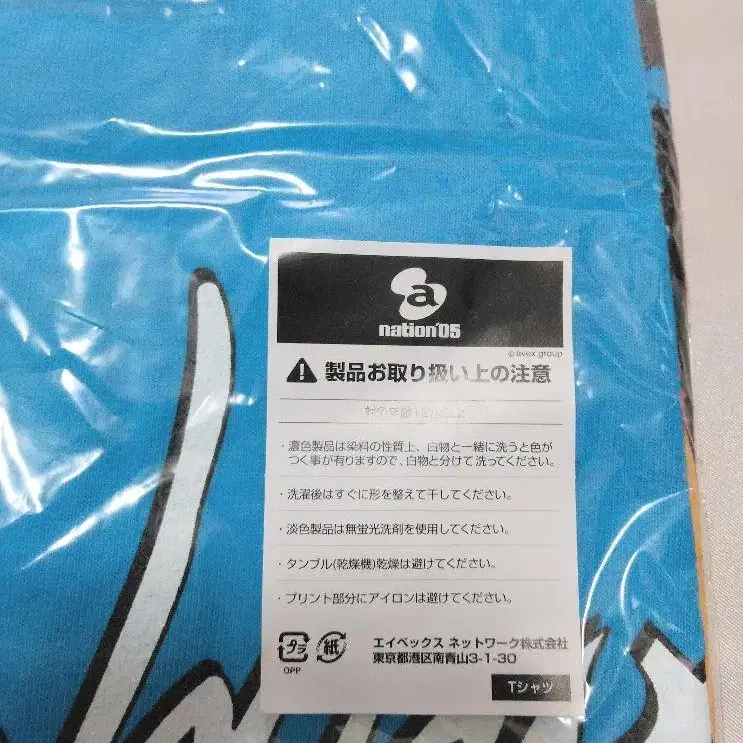 a
nation'05
©avex group
製品お取り扱い上の注意
・濃色製品は染料の性質上、白物と一緒に洗うと色が
つく事が有りますので、白物と分けて洗ってください。
・洗濯後はすぐに形を整えて干してください。
・淡色製品は無蛍光洗剤を使用してください。
・タンブル(乾燥機)乾燥は避けてください。
・プリント部分にアイロンは避けてください。
プラ
OPP
紙
エイベックス ネットワーク株式会社
東京都港区南青山3-1-30
Tシャツ